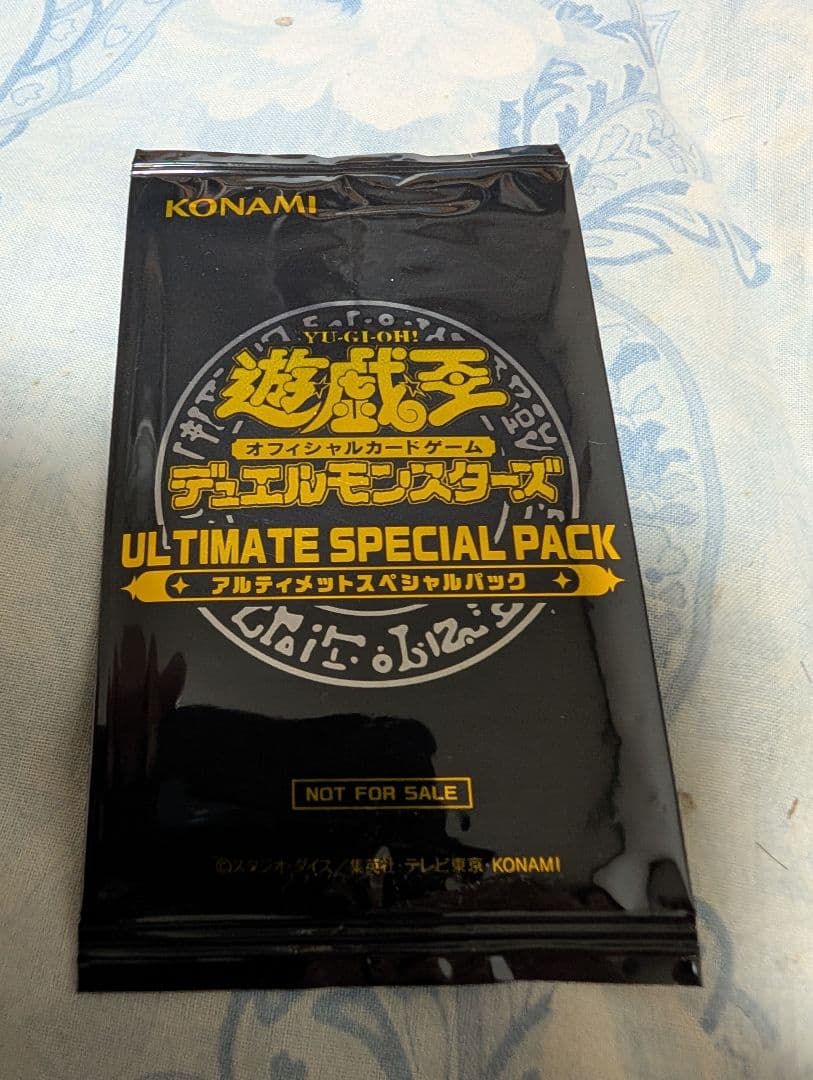 KONAMI
YU-GI-OH!
遊戯王
オフィシャルカードゲーム
デュエルモンスターズ
ULTIMATE SPECIAL PACK
アルティメットスペシャルパック
NOT FOR SALE
©スタジオ・ダイス/集英社・テレビ東京・KONAMI